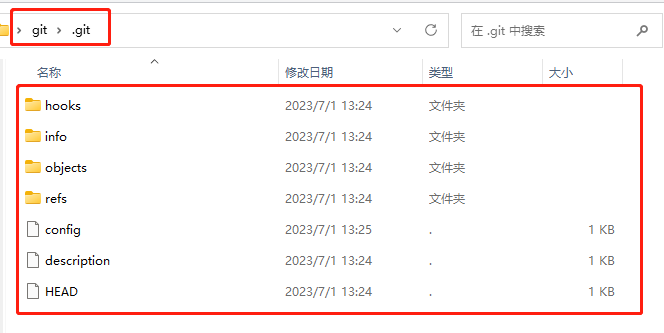 git > .git
在 .git 中搜索
名称 修改日期 类型 大小
hooks 2023/7/1 13:24 文件夹
info 2023/7/1 13:24 文件夹
objects 2023/7/1 13:24 文件夹
refs 2023/7/1 13:24 文件夹
config 2023/7/1 13:25 . 1 KB
description 2023/7/1 13:24 . 1 KB
HEAD 2023/7/1 13:24 . 1 KB